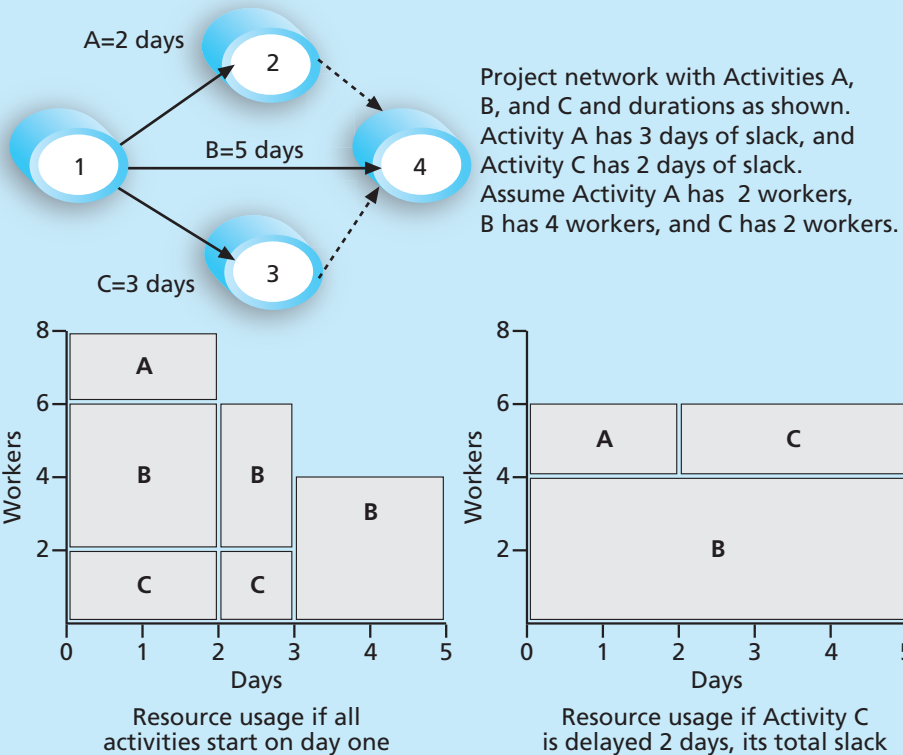 A=2 days
2
Project network with Activities A,
B, and C and durations as shown.
Activity A has 3 days of slack, and
Activity C has 2 days of slack.
Assume Activity A has 2 workers,
B has 4 workers, and C has 2 workers.
1
B=5 days
4
3
C=3 days
8
6
4
2
Workers
A
B
B
B
C
C
0 1 2 3 4 5
Days
Resource usage if all
activities start on day one
8
6
4
2
Workers
A
C
B
0 1 2 3 4 5
Days
Resource usage if Activity C
is delayed 2 days, its total slack